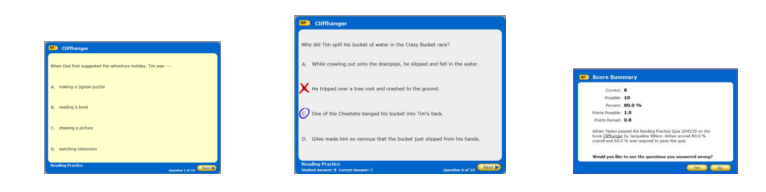 Cliffhanger
When Dad first suggested the adventure holiday, Tim was ....
A. making a jigsaw puzzle
B. reading a book
C. drawing a picture
D. watching television
Reading Practice
Question 1 of 10
Next
Cliffhanger
Why did Tim spill his bucket of water in the Crazy Bucket race?
A. While crawling out onto the drainpipe, he slipped and fell in the water.
He tripped over a tree root and crashed to the ground.
C. One of the Cheetahs banged his bucket into Tim's back.
D. Giles made him so nervous that the bucket just slipped from his hands.
Reading Practice
Student Answer: B Correct Answer: C
Question 9 of 10
Next
Score Summary
Correct: 8
Possible: 10
Percent: 80.0 %
Points Possible: 1.0
Points Earned: 0.8
Adrian Tester passed the Reading Practice Quiz 204539 on the
book Cliffhanger by Jacqueline Wilson. Adrian scored 80.0 %
overall and 60.0 % was required to pass the quiz.
Would you like to see the questions you answered wrong?
Yes
No